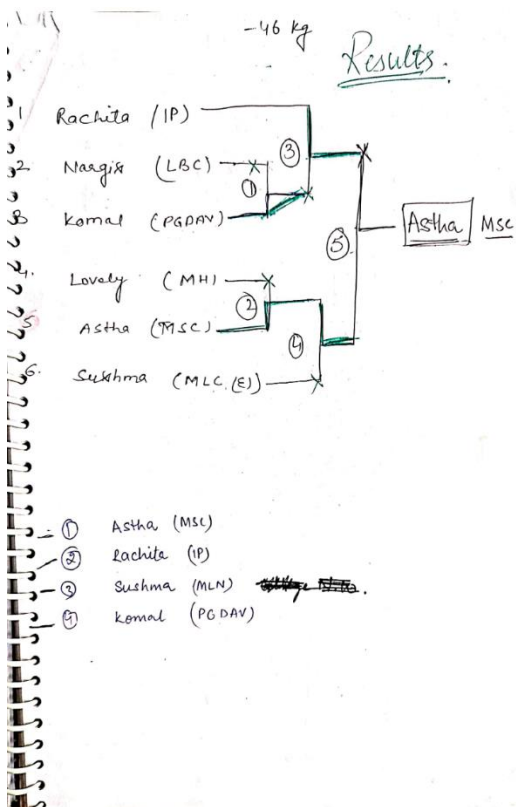 -46 kg
Results.
1 Rachita (IP)
2. Nargis (LBC)
3. Komal (PGDAV)
4. Lovely (MH)
5 Astha (MSC)
6. Sushma (MLC (E))
①
②
③
④
⑤
Astha MSC
① Astha (MSC)
② Rachita (IP)
③ Sushma (MLN)
④ Komal (PGDAV)